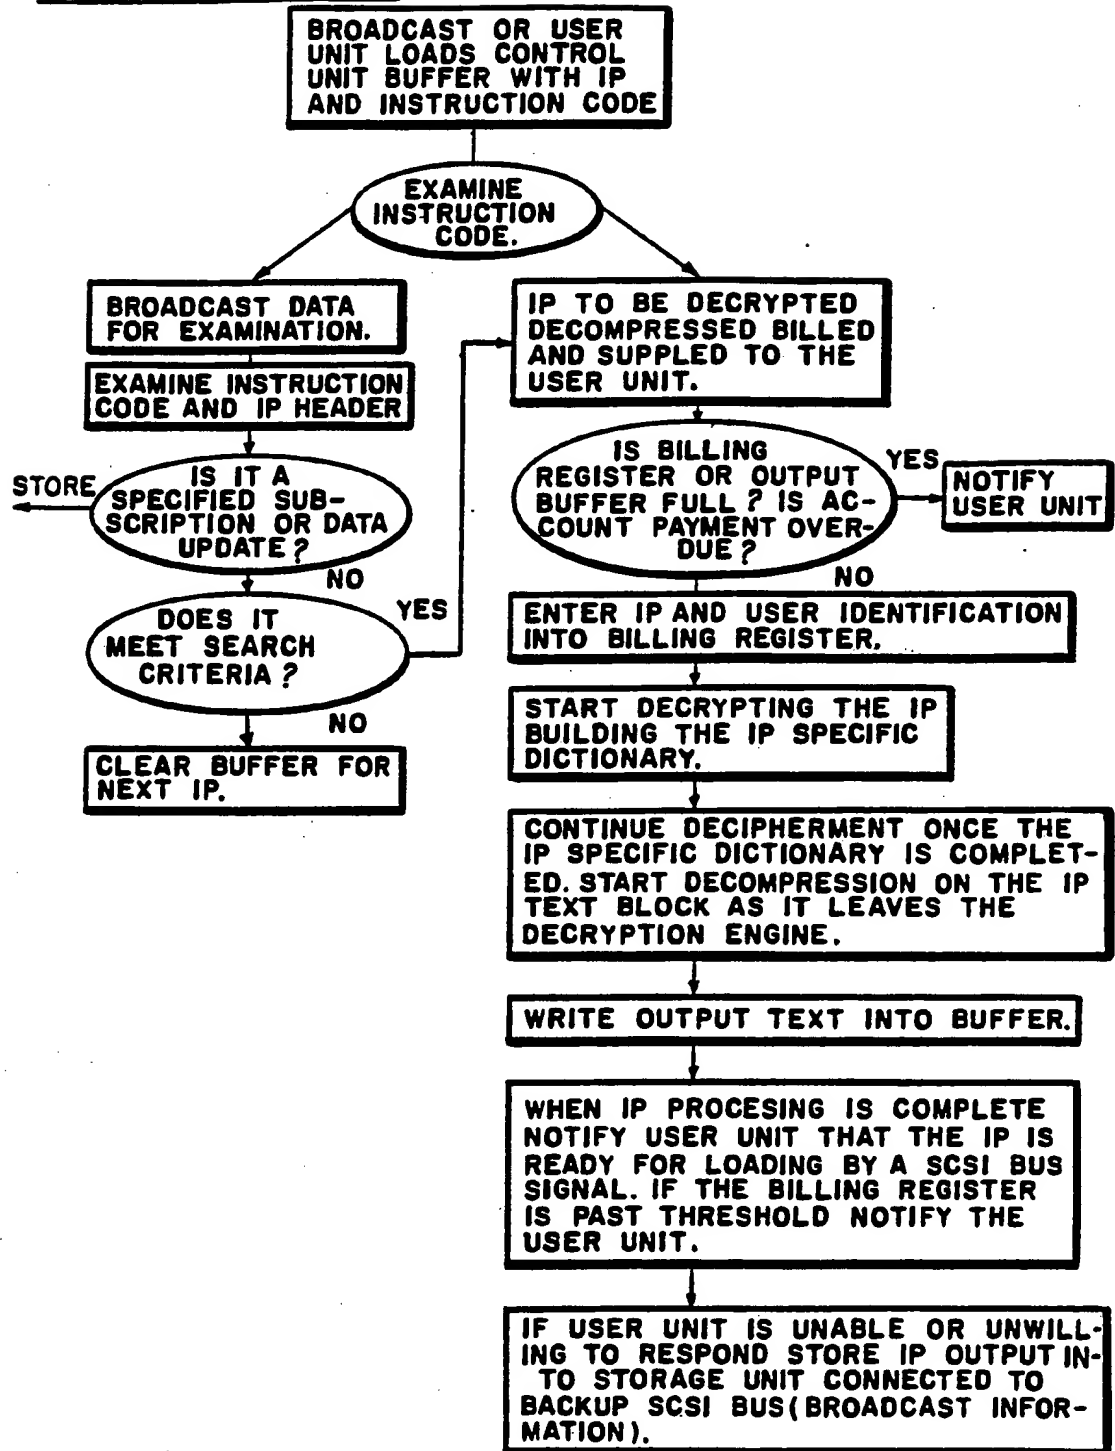 BROADCAST OR USER
UNIT LOADS CONTROL
UNIT BUFFER WITH IP
AND INSTRUCTION CODE
EXAMINE
INSTRUCTION
CODE.
BROADCAST DATA
FOR EXAMINATION.
EXAMINE INSTRUCTION
CODE AND IP HEADER
STORE
IS IT A
SPECIFIED SUB-
SCRIPTION OR DATA
UPDATE?
NO
DOES IT
MEET SEARCH
CRITERIA?
YES
NO
CLEAR BUFFER FOR
NEXT IP.
IP TO BE DECRYPTED
DECOMPRESSED BILLED
AND SUPPLED TO THE
USER UNIT.
IS BILLING
REGISTER OR OUTPUT
BUFFER FULL? IS AC-
COUNT PAYMENT OVER-
DUE?
YES
NOTIFY
USER UNIT
NO
ENTER IP AND USER IDENTIFICATION
INTO BILLING REGISTER.
START DECRYPTING THE IP
BUILDING THE IP SPECIFIC
DICTIONARY.
CONTINUE DECIPHERMENT ONCE THE
IP SPECIFIC DICTIONARY IS COMPLET-
ED. START DECOMPRESSION ON THE IP
TEXT BLOCK AS IT LEAVES THE
DECRYPTION ENGINE.
WRITE OUTPUT TEXT INTO BUFFER.
WHEN IP PROCESING IS COMPLETE
NOTIFY USER UNIT THAT THE IP IS
READY FOR LOADING BY A SCSI BUS
SIGNAL. IF THE BILLING REGISTER
IS PAST THRESHOLD NOTIFY THE
USER UNIT.
IF USER UNIT IS UNABLE OR UNWILL-
ING TO RESPOND STORE IP OUTPUT IN-
TO STORAGE UNIT CONNECTED TO
BACKUP SCSI BUS (BROADCAST INFOR-
MATION).